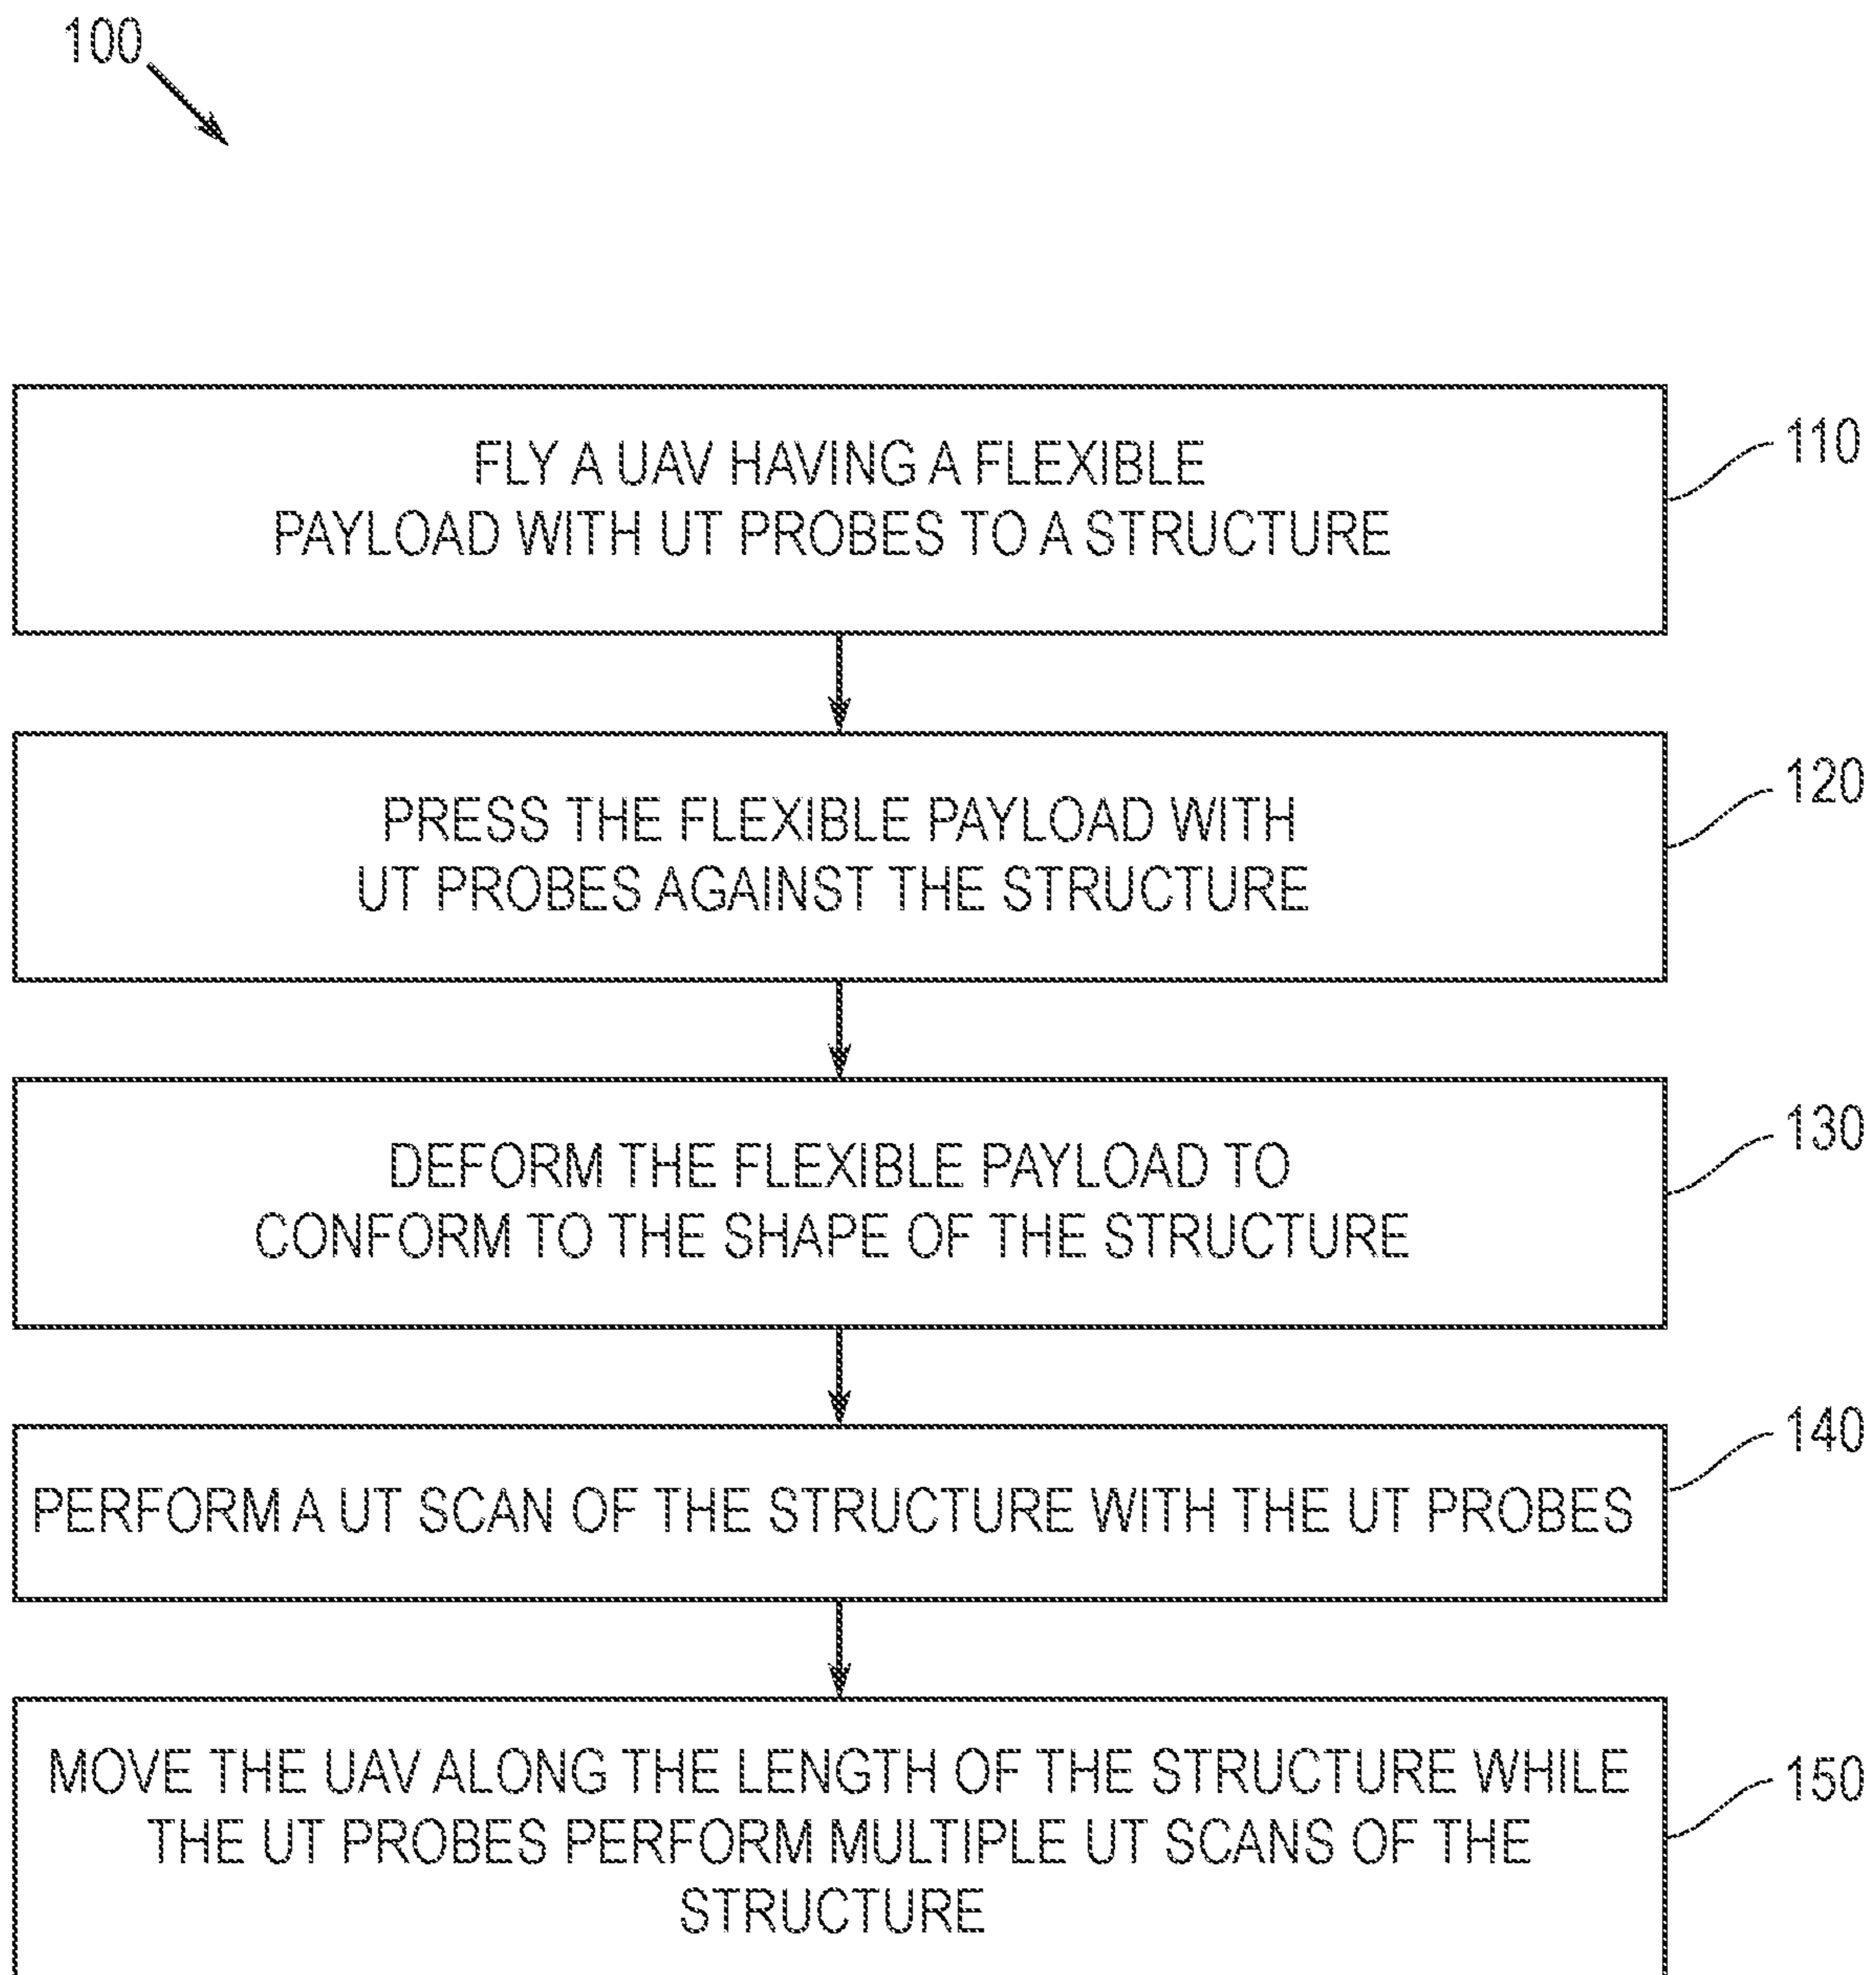 100
FLY A UAV HAVING A FLEXIBLE
PAYLOAD WITH UT PROBES TO A STRUCTURE
110
PRESS THE FLEXIBLE PAYLOAD WITH
UT PROBES AGAINST THE STRUCTURE
120
DEFORM THE FLEXIBLE PAYLOAD TO
CONFORM TO THE SHAPE OF THE STRUCTURE
130
PERFORM A UT SCAN OF THE STRUCTURE WITH THE UT PROBES
140
MOVE THE UAV ALONG THE LENGTH OF THE STRUCTURE WHILE
THE UT PROBES PERFORM MULTIPLE UT SCANS OF THE
STRUCTURE
150